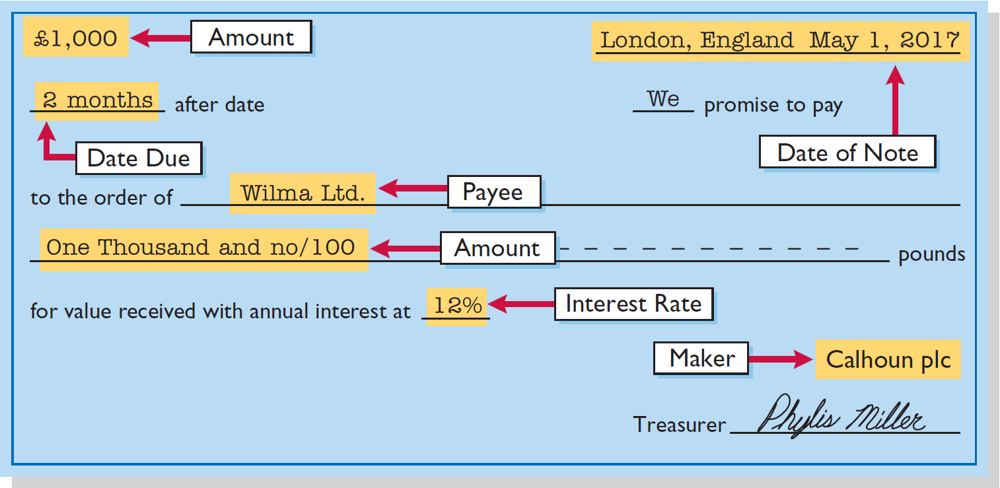 £1,000 Amount London, England May 1, 2017
2 months after date We promise to pay
Date Due Date of Note
to the order of Wilma Ltd. Payee
One Thousand and no/100 Amount – – – – – – – – – – – pounds
for value received with annual interest at 12% Interest Rate
Maker Calhoun plc
Treasurer Phylis Miller